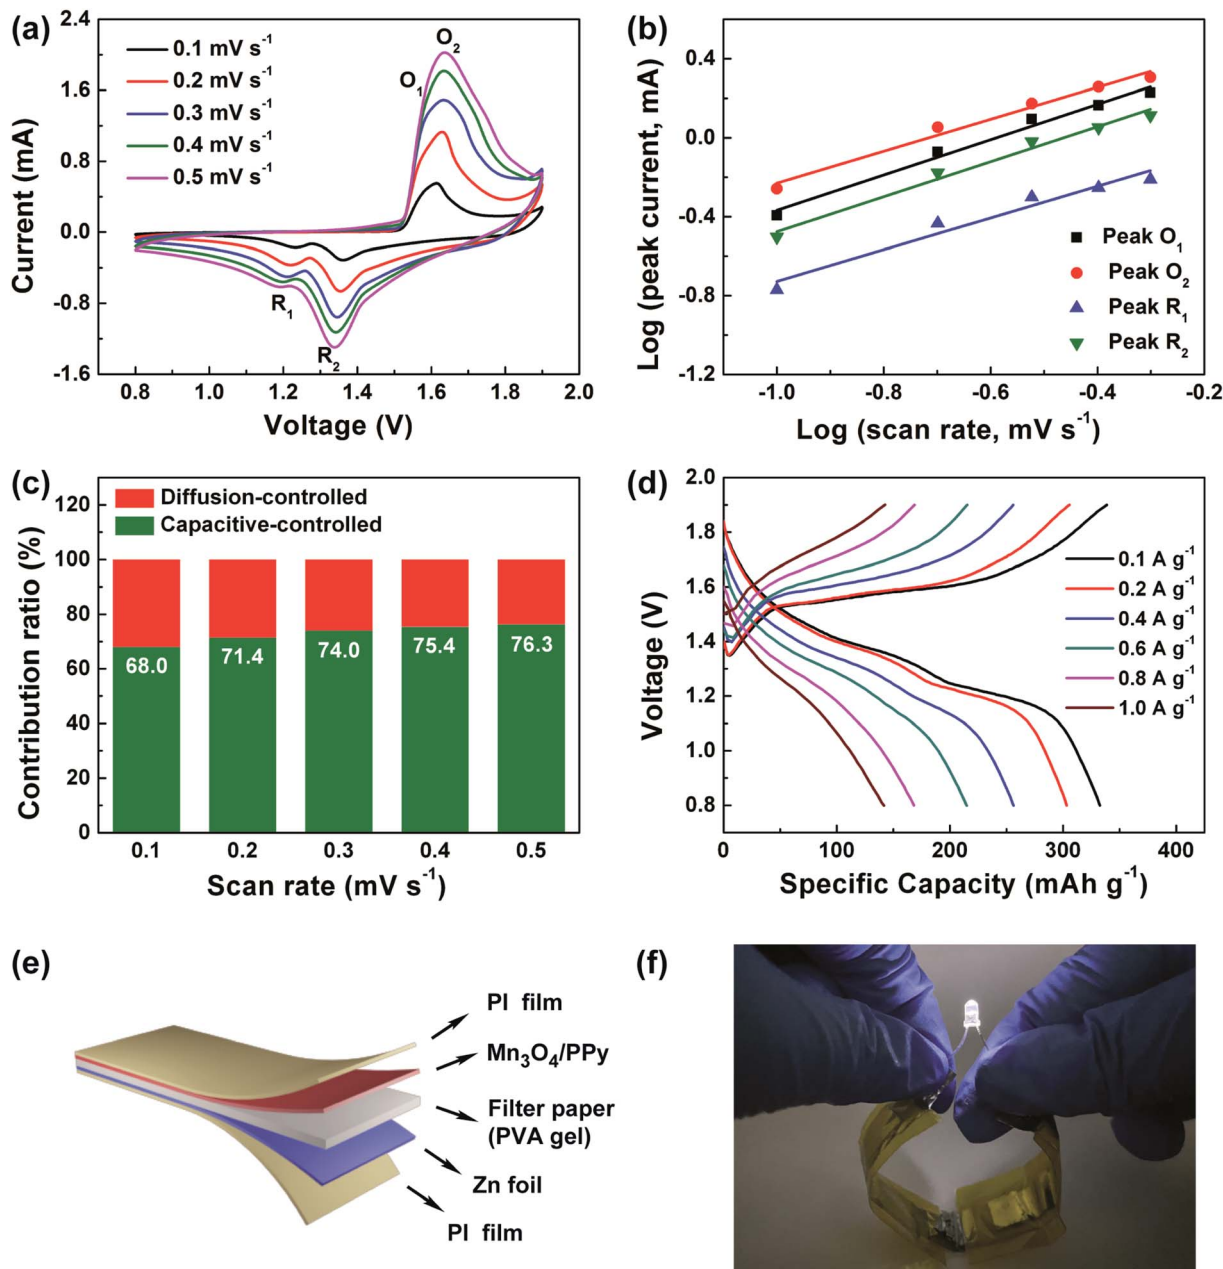 (a)
2.4
1.6
0.8
0.0
-0.8
-1.6
Current (mA)
0.1 mV s⁻¹
0.2 mV s⁻¹
0.3 mV s⁻¹
0.4 mV s⁻¹
0.5 mV s⁻¹
O₂
O₁
R₁
R₂
0.8 1.0 1.2 1.4 1.6 1.8 2.0
Voltage (V)
(b)
0.4
0.0
-0.4
-0.8
-1.2
Log (peak current, mA)
Peak O₁
Peak O₂
Peak R₁
Peak R₂
-1.0 -0.8 -0.6 -0.4 -0.2
Log (scan rate, mV s⁻¹)
(c)
Diffusion-controlled
Capacitive-controlled
120
100
80
60
40
20
0
Contribution ratio (%)
68.0 71.4 74.0 75.4 76.3
0.1 0.2 0.3 0.4 0.5
Scan rate (mV s⁻¹)
(d)
2.0
1.8
1.6
1.4
1.2
1.0
0.8
Voltage (V)
0.1 A g⁻¹
0.2 A g⁻¹
0.4 A g⁻¹
0.6 A g⁻¹
0.8 A g⁻¹
1.0 A g⁻¹
0 100 200 300 400
Specific Capacity (mAh g⁻¹)
(e)
PI film
Mn₃O₄/PPy
Filter paper
(PVA gel)
Zn foil
PI film
(f)